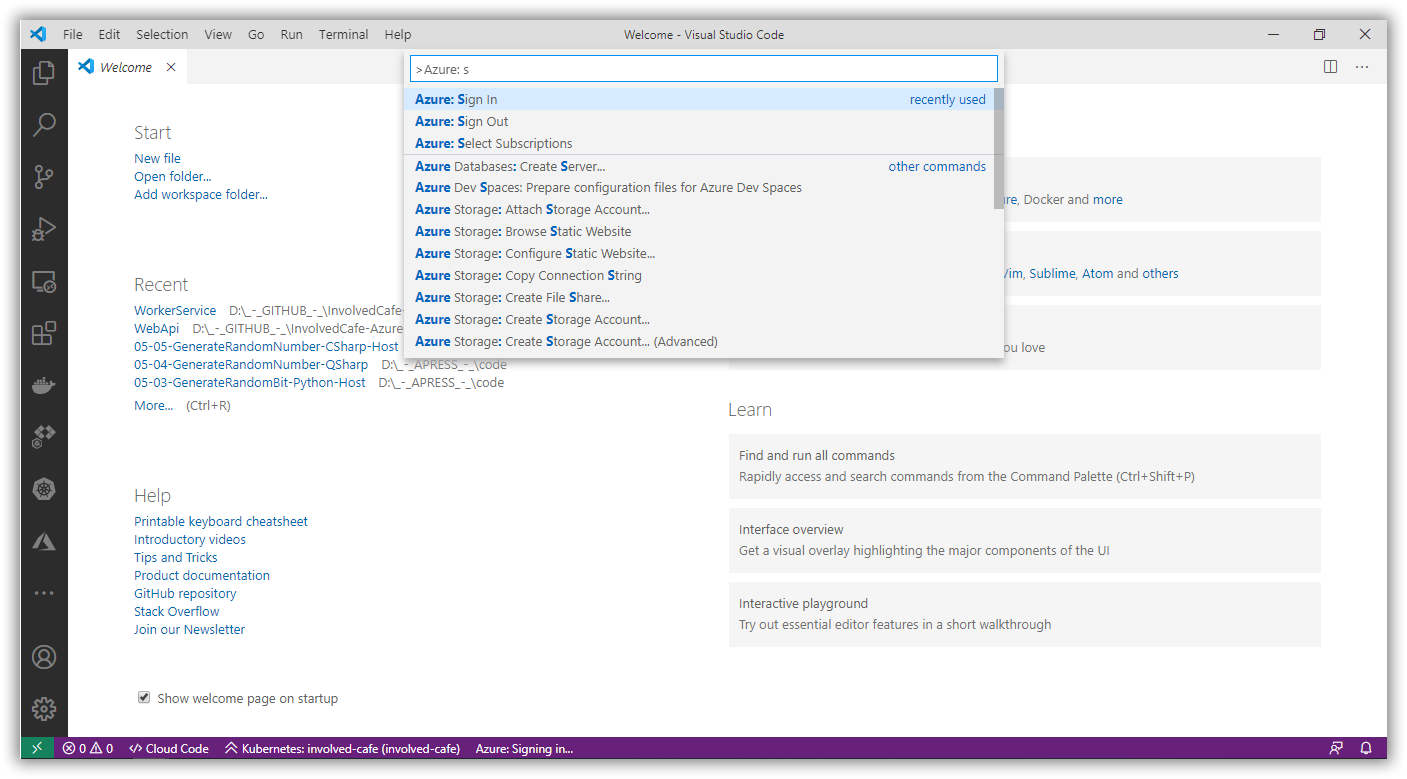 File Edit Selection View Go Run Terminal Help Welcome - Visual Studio Code
Welcome
>Azure: s
Azure: Sign In recently used
Azure: Sign Out
Azure: Select Subscriptions
Azure Databases: Create Server... other commands
Azure Dev Spaces: Prepare configuration files for Azure Dev Spaces
Azure Storage: Attach Storage Account...
Azure Storage: Browse Static Website
Azure Storage: Configure Static Website...
Azure Storage: Copy Connection String
Azure Storage: Create File Share...
Azure Storage: Create Storage Account...
Azure Storage: Create Storage Account... (Advanced)
Start
New file
Open folder...
Add workspace folder...
Recent
WorkerService D:\_-_GITHUB_-_\InvolvedCafe-
WebApi D:\_-_GITHUB_-_\InvolvedCafe-Azure
05-05-GenerateRandomNumber-CSharp-Host
05-04-GenerateRandomNumber-QSharp D:\_-_APRESS_-_\code
05-03-GenerateRandomBit-Python-Host D:\_-_APRESS_-_\code
More... (Ctrl+R)
Help
Printable keyboard cheatsheet
Introductory videos
Tips and Tricks
Product documentation
GitHub repository
Stack Overflow
Join our Newsletter
Show welcome page on startup
re, Docker and more
Vim, Sublime, Atom and others
ou love
Learn
Find and run all commands
Rapidly access and search commands from the Command Palette (Ctrl+Shift+P)
Interface overview
Get a visual overlay highlighting the major components of the UI
Interactive playground
Try out essential editor features in a short walkthrough
0 0 Cloud Code Kubernetes: involved-cafe (involved-cafe) Azure: Signing in...